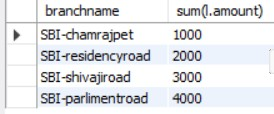 branchname sum(l.amount)
SBI-chamrajpet 1000
SBI-residencyroad 2000
SBI-shivajiroad 3000
SBI-parlimentroad 4000